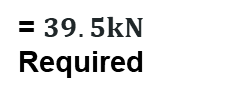 = 39.5kN
Required